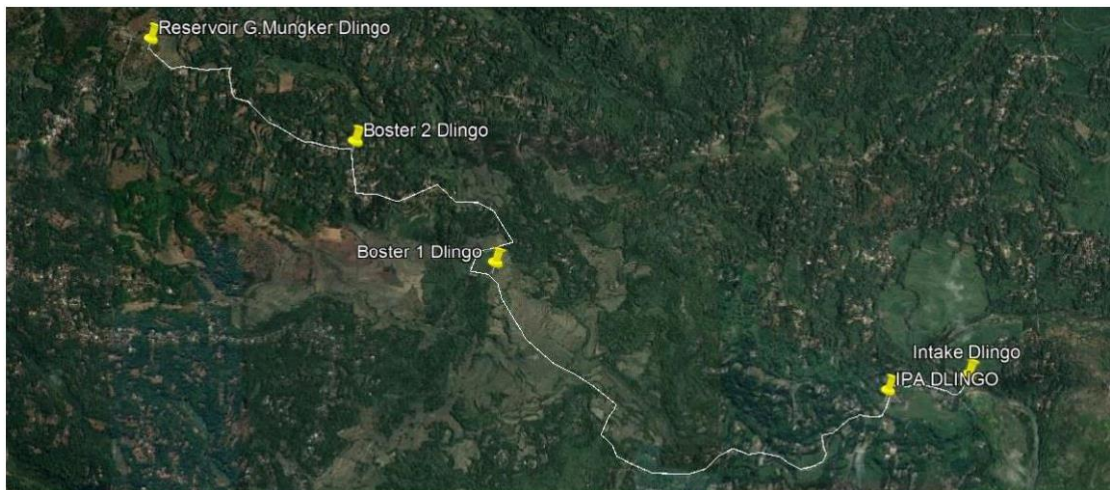 Reservoir G.Mungker Dlingo
Boster 2 Dlingo
Boster 1 Dlingo
Intake Dlingo
IPA DLINGO